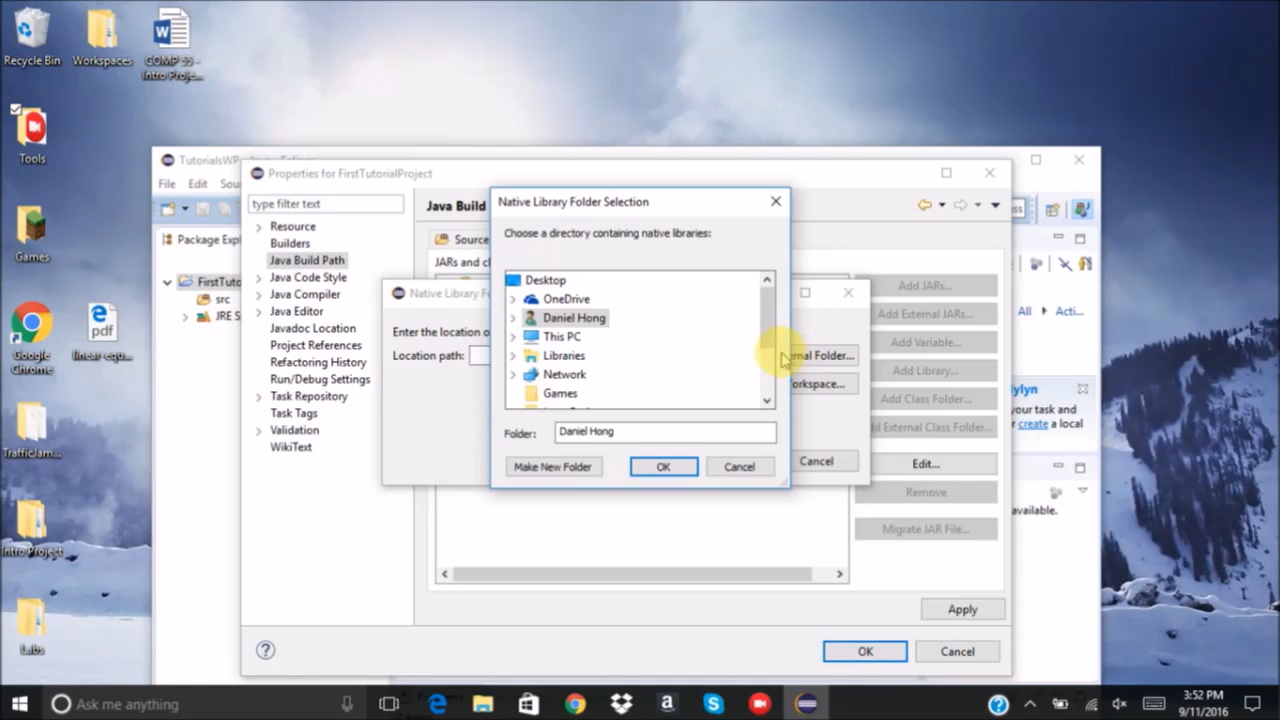 Recycle Bin
Workspaces
COMP 55 -
Intro Proje...
Tools
Games
Google
Chrome
pdf
linear-equ...
TrafficJam...
Intro Project
Labs
TutorialsWP
File Edit Sou
Package Exp
FirstTuto
src
JRE S
Properties for FirstTutorialProject
type filter text
Resource
Builders
Java Build Path
Java Code Style
Java Compiler
Java Editor
Javadoc Location
Project References
Refactoring History
Run/Debug Settings
Task Repository
Task Tags
Validation
WikiText
Java Build
Source
JARs and cl
Native Library F
Enter the location o
Location path:
ernal Folder...
orkspace...
Cancel
Native Library Folder Selection
Choose a directory containing native libraries:
Desktop
OneDrive
Daniel Hong
This PC
Libraries
Network
Games
Folder: Daniel Hong
Make New Folder OK Cancel
Add JARs...
Add External JARs...
Add Variable...
Add Library...
Add Class Folder...
dd External Class Folder...
Edit...
Remove
Migrate JAR File...
Apply
OK Cancel
ess
All Acti...
ylyn
your task and
create a local
available.
Ask me anything
3:52 PM
9/11/2016